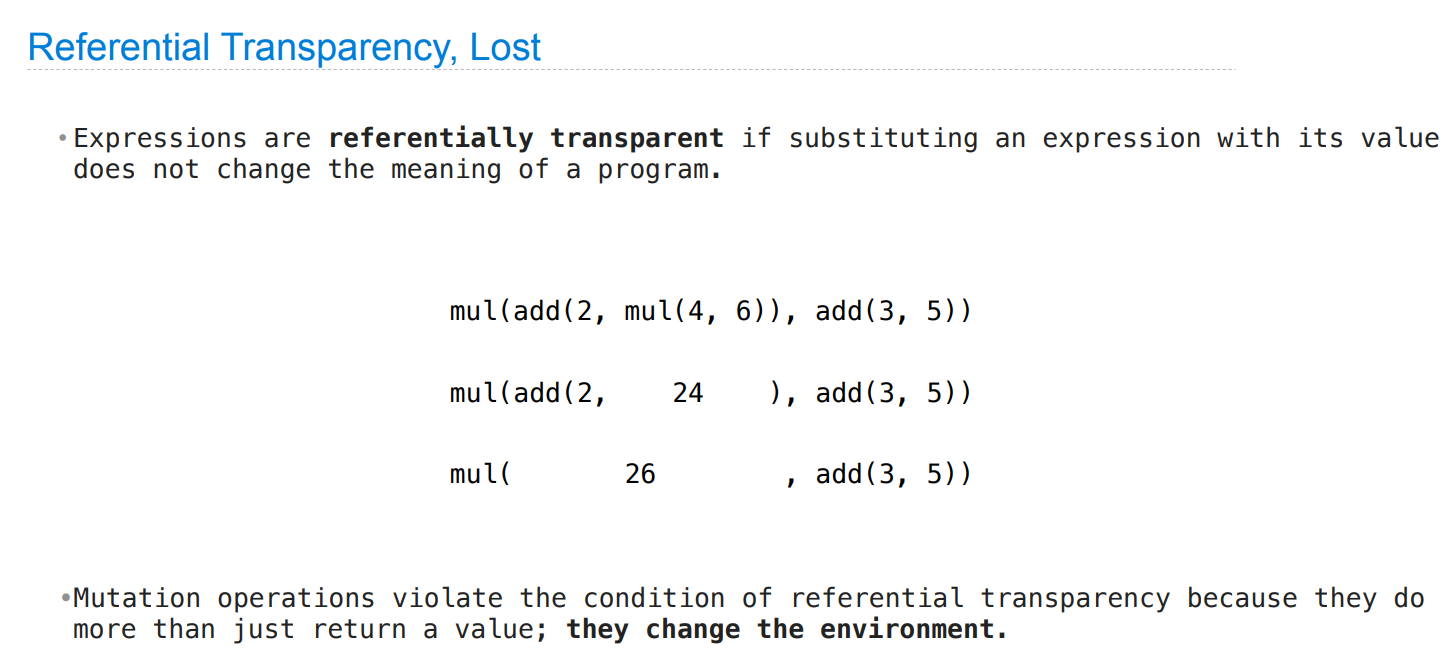 Referential Transparency, Lost
•Expressions are referentially transparent if substituting an expression with its value
does not change the meaning of a program.
mul(add(2, mul(4, 6)), add(3, 5))
mul(add(2,    24    ), add(3, 5))
mul(       26        , add(3, 5))
•Mutation operations violate the condition of referential transparency because they do
more than just return a value; they change the environment.